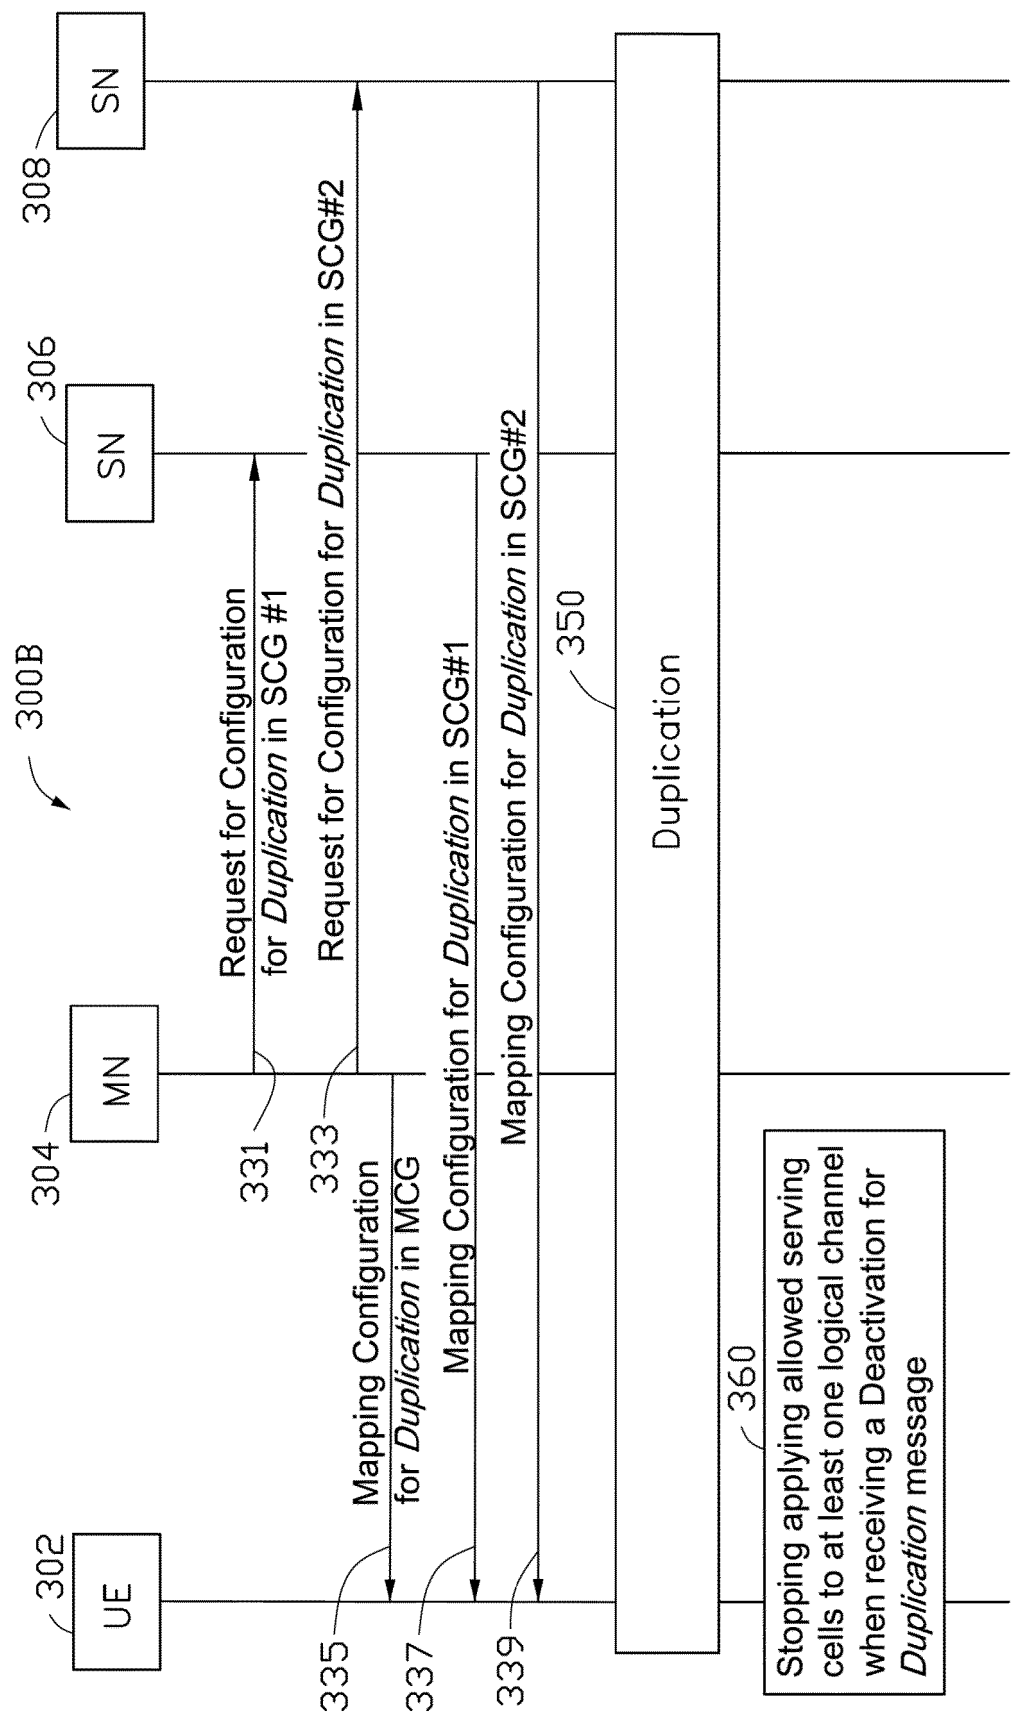 300B
302
UE
304
MN
306
SN
308
SN
Request for Configuration
for Duplication in SCG #1
331
Request for Configuration for Duplication in SCG#2
333
Mapping Configuration
for Duplication in MCG
335
Mapping Configuration for Duplication in SCG#1
337
Mapping Configuration for Duplication in SCG#2
339
350
Duplication
360
Stopping applying allowed serving
cells to at least one logical channel
when receiving a Deactivation for
Duplication message